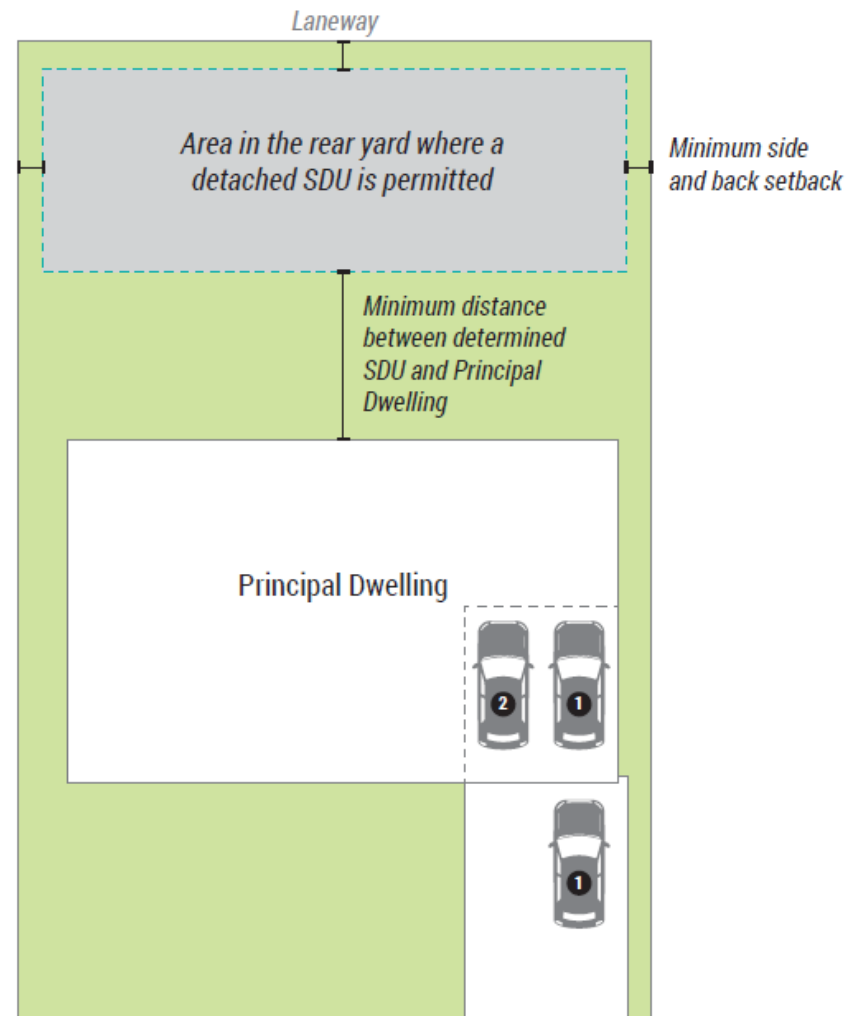 Laneway
Area in the rear yard where a
detached SDU is permitted
Minimum side
and back setback
Minimum distance
between determined
SDU and Principal
Dwelling
Principal Dwelling
2
1
1